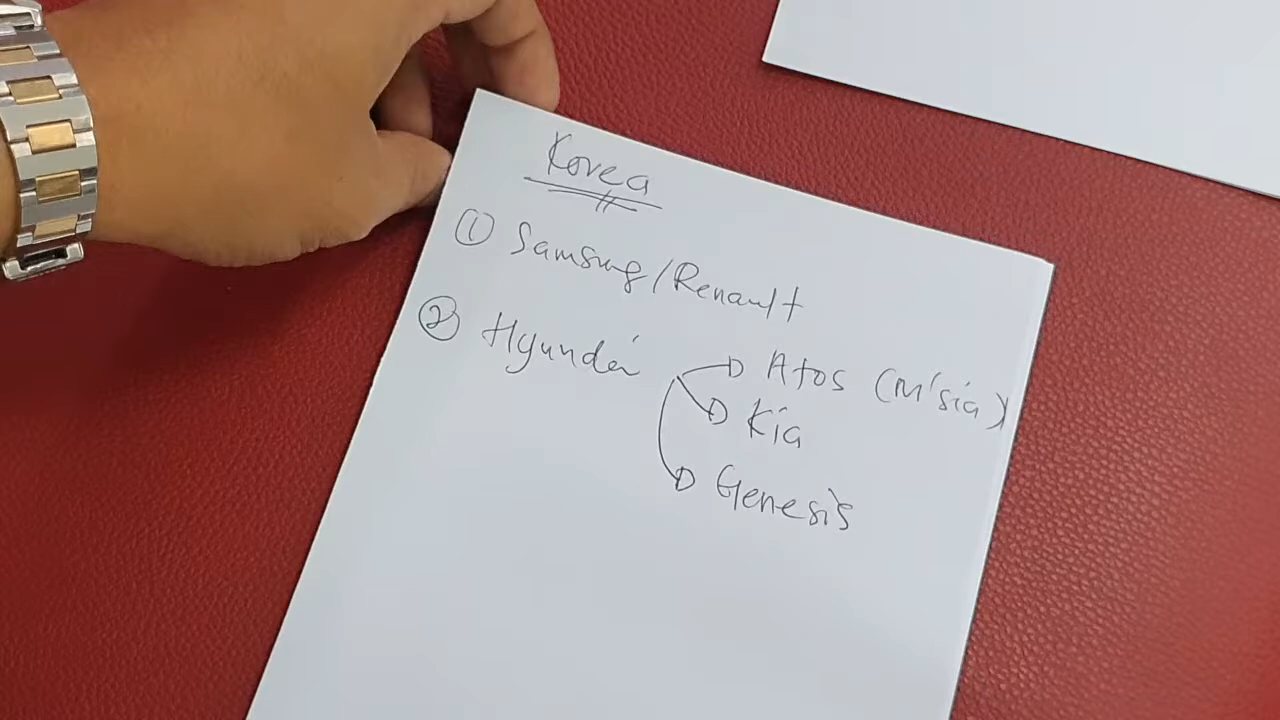 Korea
① Samsung/Renault
② Hyundai
Atos (M'sia)
Kia
Genesis